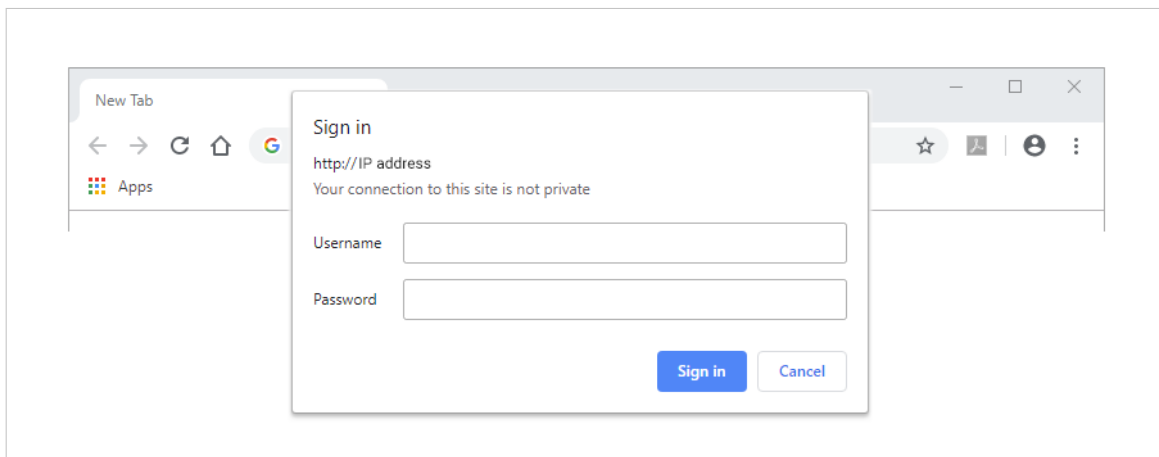 New Tab
Apps
Sign in
http://IP address
Your connection to this site is not private
Username
Password
Sign in Cancel